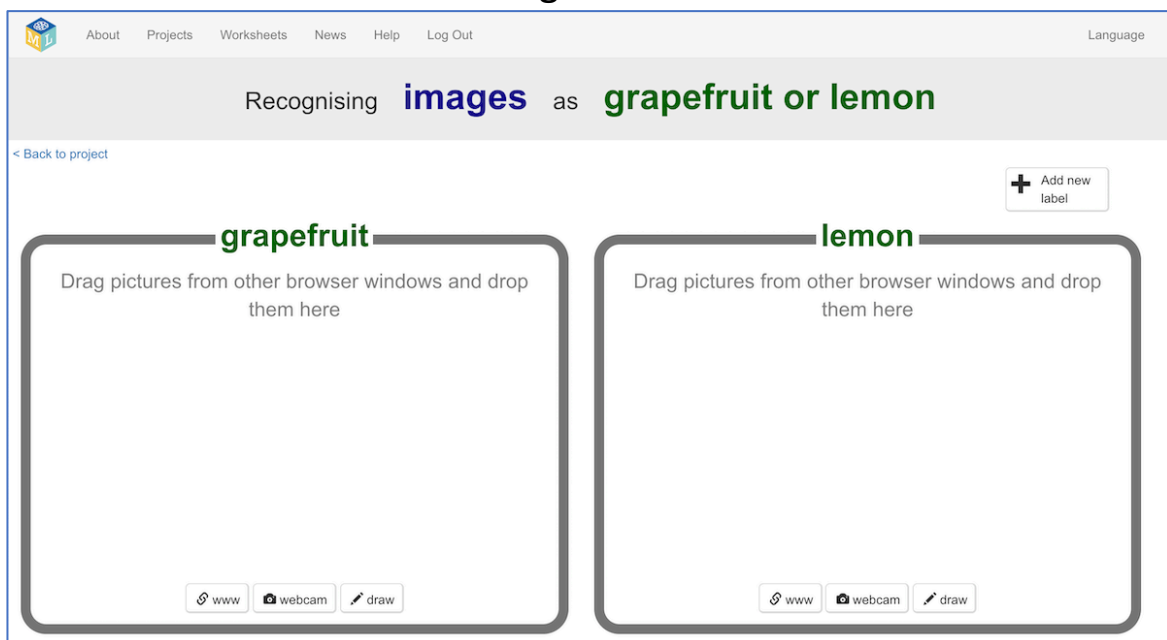 About Projects Worksheets News Help Log Out Language
Recognising images as grapefruit or lemon
< Back to project
Add new
label
grapefruit
Drag pictures from other browser windows and drop
them here
www webcam draw
lemon
Drag pictures from other browser windows and drop
them here
www webcam draw